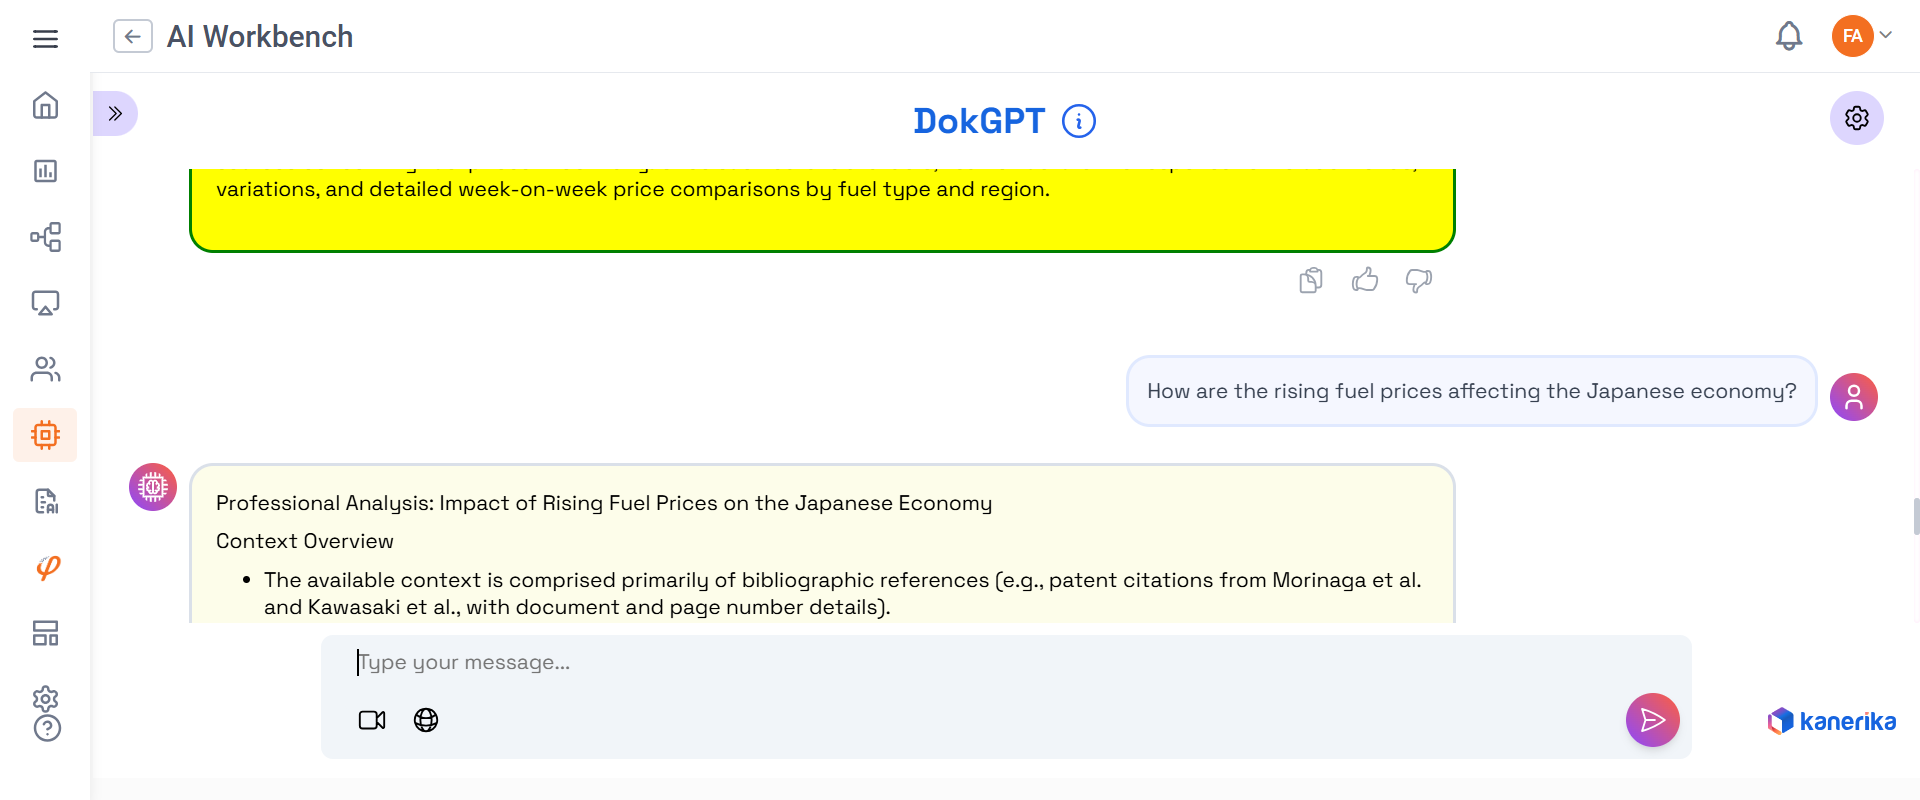 AI Workbench
FA
DokGPT
variations, and detailed week-on-week price comparisons by fuel type and region.
How are the rising fuel prices affecting the Japanese economy?
Professional Analysis: Impact of Rising Fuel Prices on the Japanese Economy
Context Overview
• The available context is comprised primarily of bibliographic references (e.g., patent citations from Morinaga et al.
and Kawasaki et al., with document and page number details).
Type your message...
kanerika